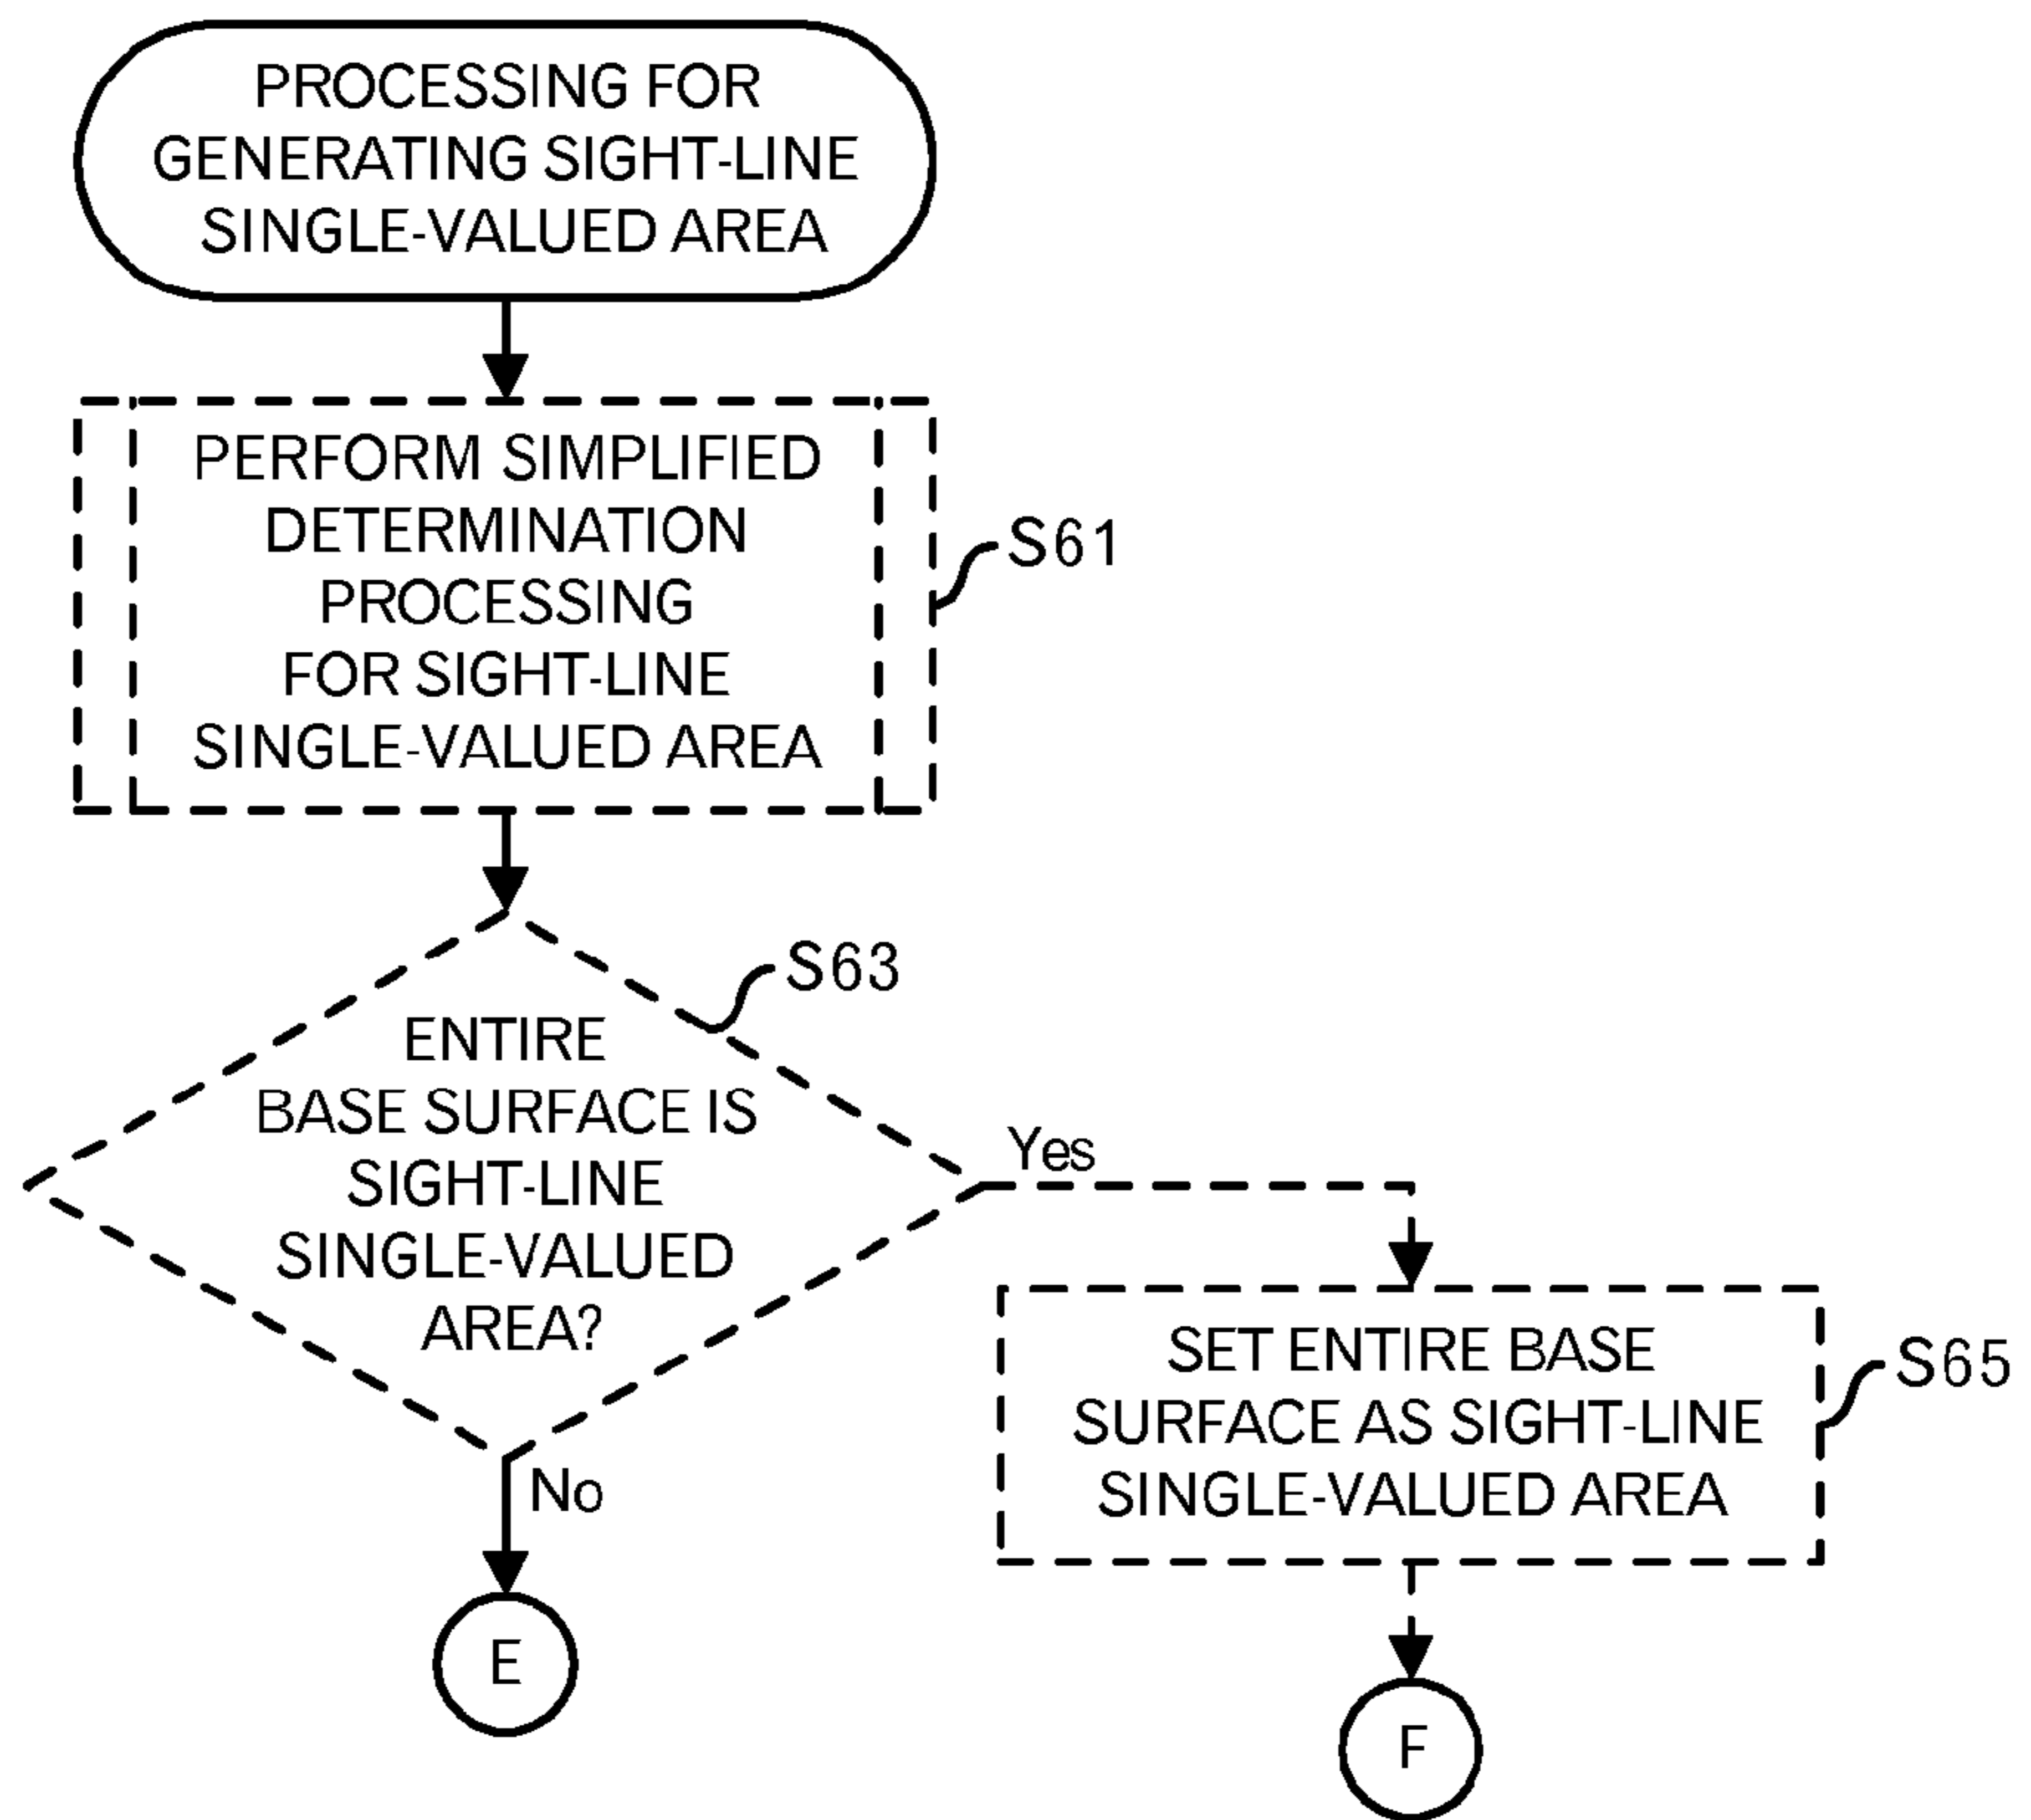 PROCESSING FOR
GENERATING SIGHT-LINE
SINGLE-VALUED AREA
PERFORM SIMPLIFIED
DETERMINATION
PROCESSING
FOR SIGHT-LINE
SINGLE-VALUED AREA
S61
S63
ENTIRE
BASE SURFACE IS
SIGHT-LINE
SINGLE-VALUED
AREA?
Yes
No
SET ENTIRE BASE
SURFACE AS SIGHT-LINE
SINGLE-VALUED AREA
S65
E
F